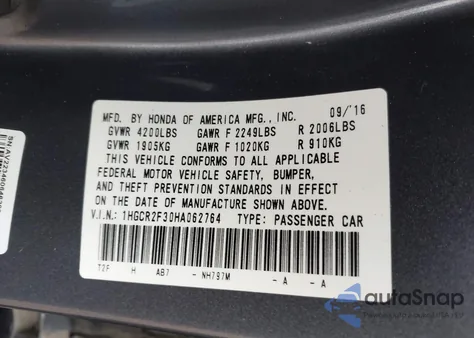 MFD. BY HONDA OF AMERICA MFG., INC. 09/'16
GVWR 4200LBS GAWR F 2249LBS R 2006LBS
GVWR 1905KG GAWR F 1020KG R 910KG
THIS VEHICLE CONFORMS TO ALL APPLICABLE
FEDERAL MOTOR VEHICLE SAFETY, BUMPER,
AND THEFT PREVENTION STANDARDS IN EFFECT
ON THE DATE OF MANUFACTURE SHOWN ABOVE.
V.I.N.: 1HGCR2F30HA062764 TYPE: PASSENGER CAR
T2F H AB7 - NH797M - A - A
autoSnap